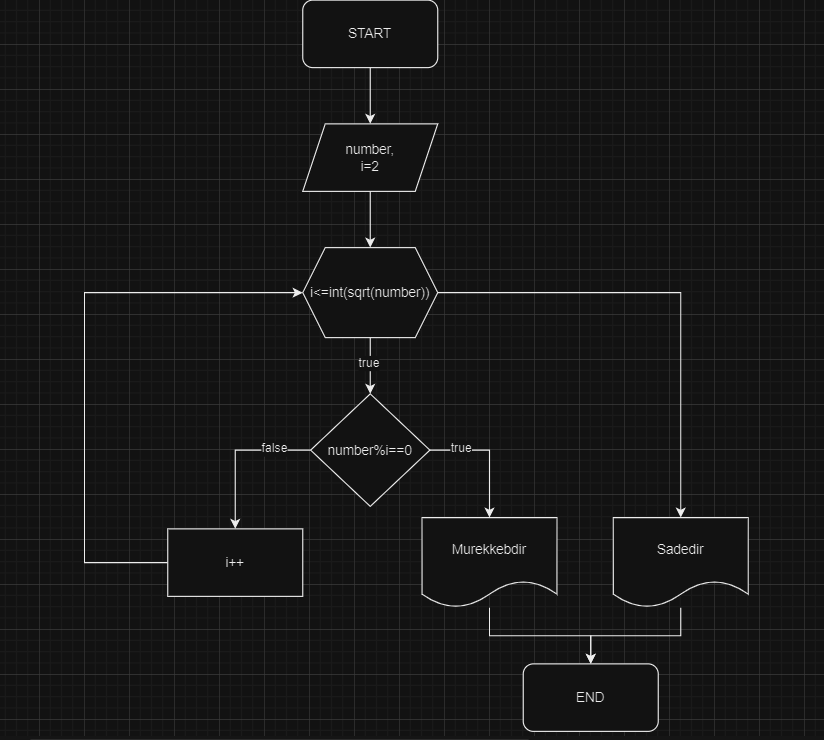 START
number,
i=2
i<=int(sqrt(number))
true
number%i==0
false
true
i++
Murekkebdir
Sadedir
END